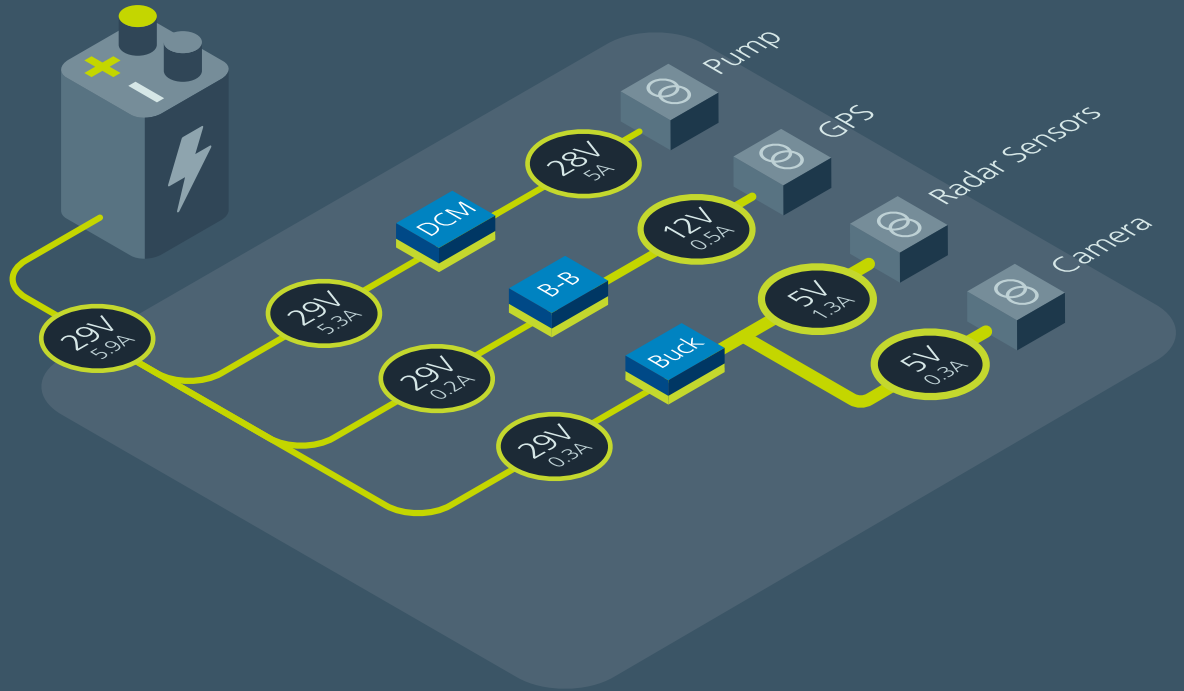 Pump
GPS
Radar Sensors
Camera
28V
5A
DCM
12V
0.5A
B-B
5V
1.3A
29V
5.3A
29V
5.9A
Buck
5V
0.3A
29V
0.2A
29V
0.3A